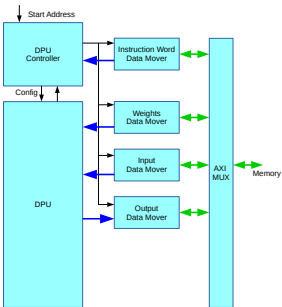 Start Address
DPU
Controller
Instruction Word
Data Mover
Config
Weights
Data Mover
Input
Data Mover
AXI
MUX
Memory
DPU
Output
Data Mover